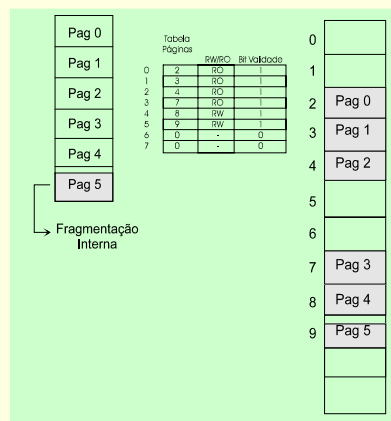 Pag 0
Pag 1
Pag 2
Pag 3
Pag 4
Pag 5
Fragmentação
Interna
Tabela
Páginas
RW/RO Bit Validade
0 2 RO 1
1 3 RO 1
2 4 RO 1
3 7 RO 1
4 8 RW 1
5 9 RW 1
6 0 - 0
7 0 - 0
0
1
2 Pag 0
3 Pag 1
4 Pag 2
5
6
7 Pag 3
8 Pag 4
9 Pag 5